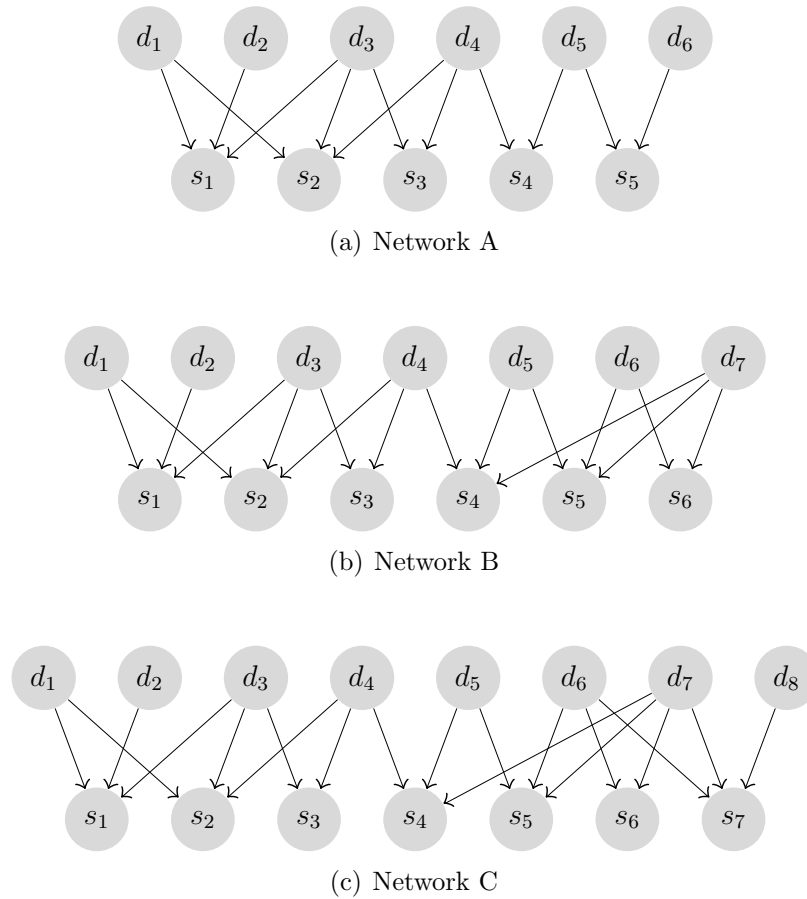 d1 d2 d3 d4 d5 d6
s1 s2 s3 s4 s5
(a) Network A
d1 d2 d3 d4 d5 d6 d7
s1 s2 s3 s4 s5 s6
(b) Network B
d1 d2 d3 d4 d5 d6 d7 d8
s1 s2 s3 s4 s5 s6 s7
(c) Network C